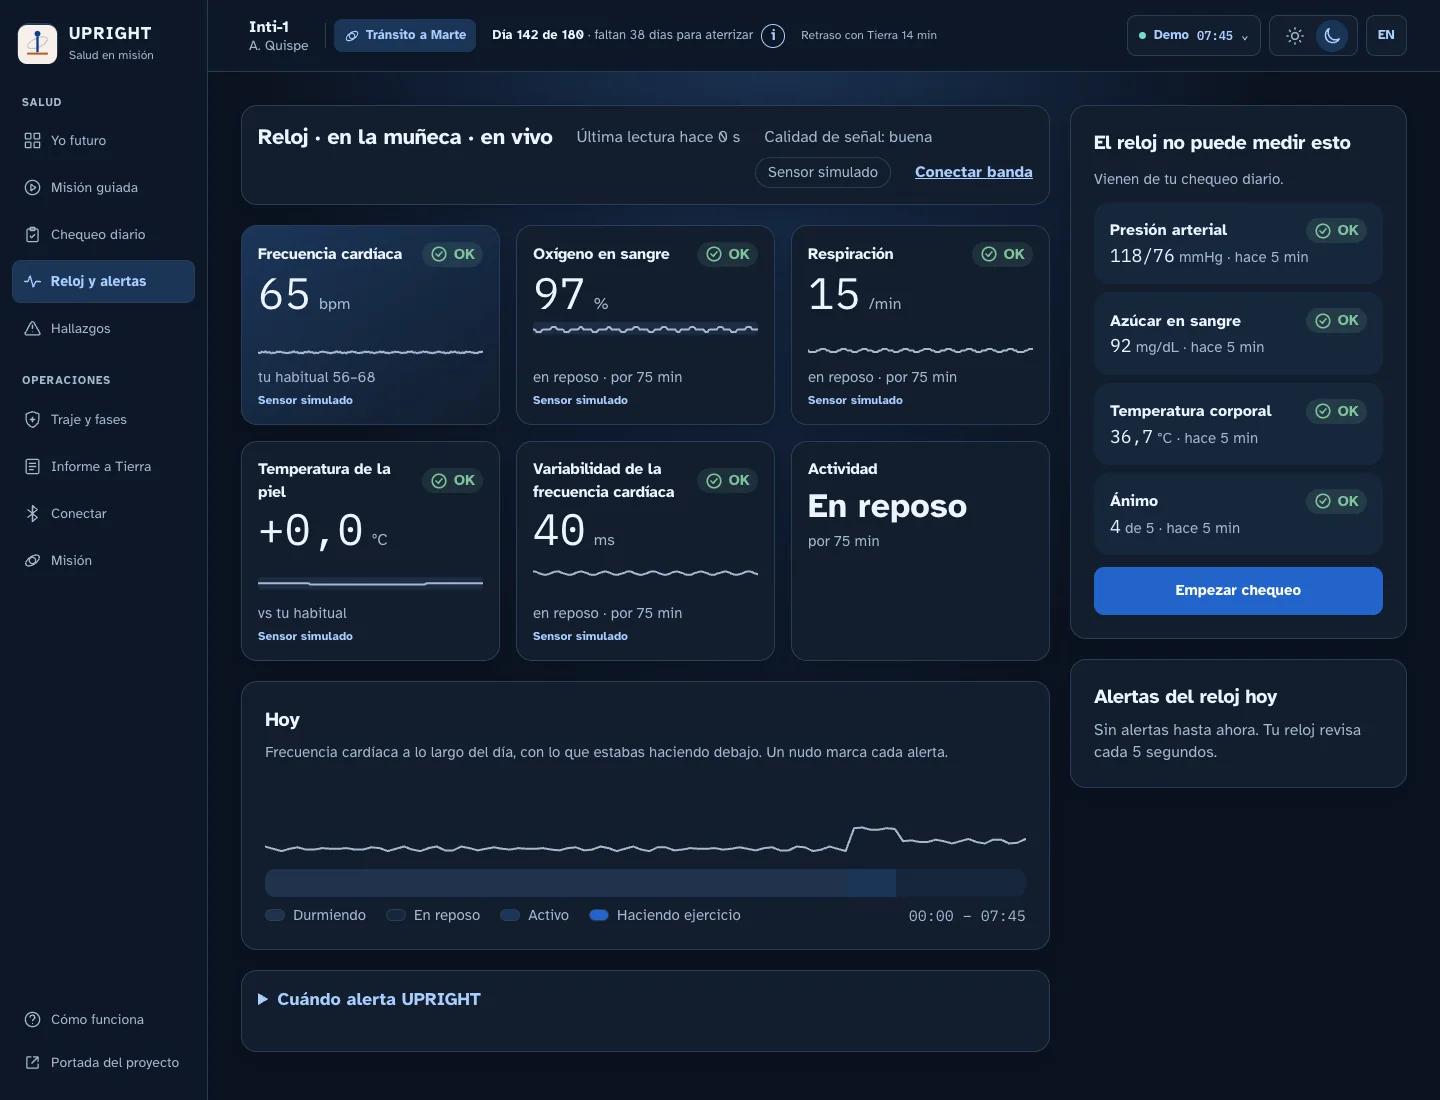 UPRIGHT
Salud en misión
SALUD
Yo futuro
Misión guiada
Chequeo diario
Reloj y alertas
Hallazgos
OPERACIONES
Traje y fases
Informe a Tierra
Conectar
Misión
Cómo funciona
Portada del proyecto
Inti-1
A. Quispe
Tránsito a Marte
Día 142 de 180 · faltan 38 días para aterrizar
Retraso con Tierra 14 min
Demo 07:45
EN
Reloj · en la muñeca · en vivo
Última lectura hace 0 s
Calidad de señal: buena
Sensor simulado
Conectar banda
Frecuencia cardíaca
OK
65 bpm
tu habitual 56–68
Sensor simulado
Oxígeno en sangre
OK
97 %
en reposo · por 75 min
Sensor simulado
Respiración
OK
15 /min
en reposo · por 75 min
Sensor simulado
Temperatura de la
piel
OK
+0,0 °C
vs tu habitual
Sensor simulado
Variabilidad de la
frecuencia cardíaca
OK
40 ms
en reposo · por 75 min
Sensor simulado
Actividad
En reposo
por 75 min
Hoy
Frecuencia cardíaca a lo largo del día, con lo que estabas haciendo debajo. Un nudo marca cada alerta.
Durmiendo
En reposo
Activo
Haciendo ejercicio
00:00 – 07:45
Cuándo alerta UPRIGHT
El reloj no puede medir esto
Vienen de tu chequeo diario.
Presión arterial
OK
118/76 mmHg · hace 5 min
Azúcar en sangre
OK
92 mg/dL · hace 5 min
Temperatura corporal
OK
36,7 °C · hace 5 min
Ánimo
OK
4 de 5 · hace 5 min
Empezar chequeo
Alertas del reloj hoy
Sin alertas hasta ahora. Tu reloj revisa
cada 5 segundos.